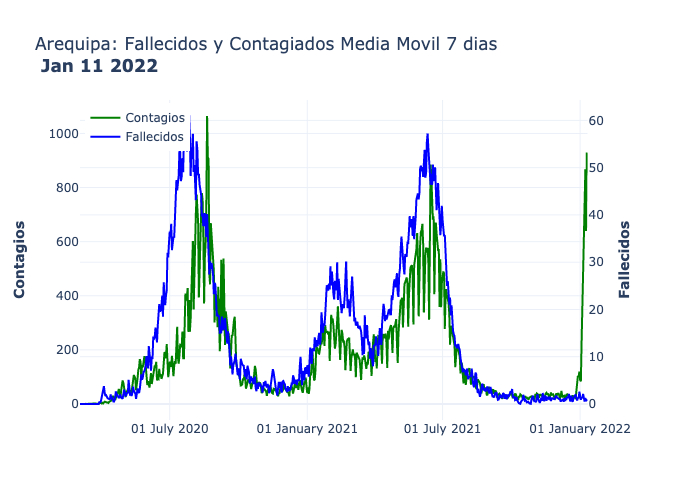 Arequipa: Fallecidos y Contagiados Media Movil 7 dias
Jan 11 2022
Contagios
Fallecidos
1000
800
600
400
200
0
60
50
40
30
20
10
0
Contagios
Fallecidos
01 July 2020
01 January 2021
01 July 2021
01 January 2022